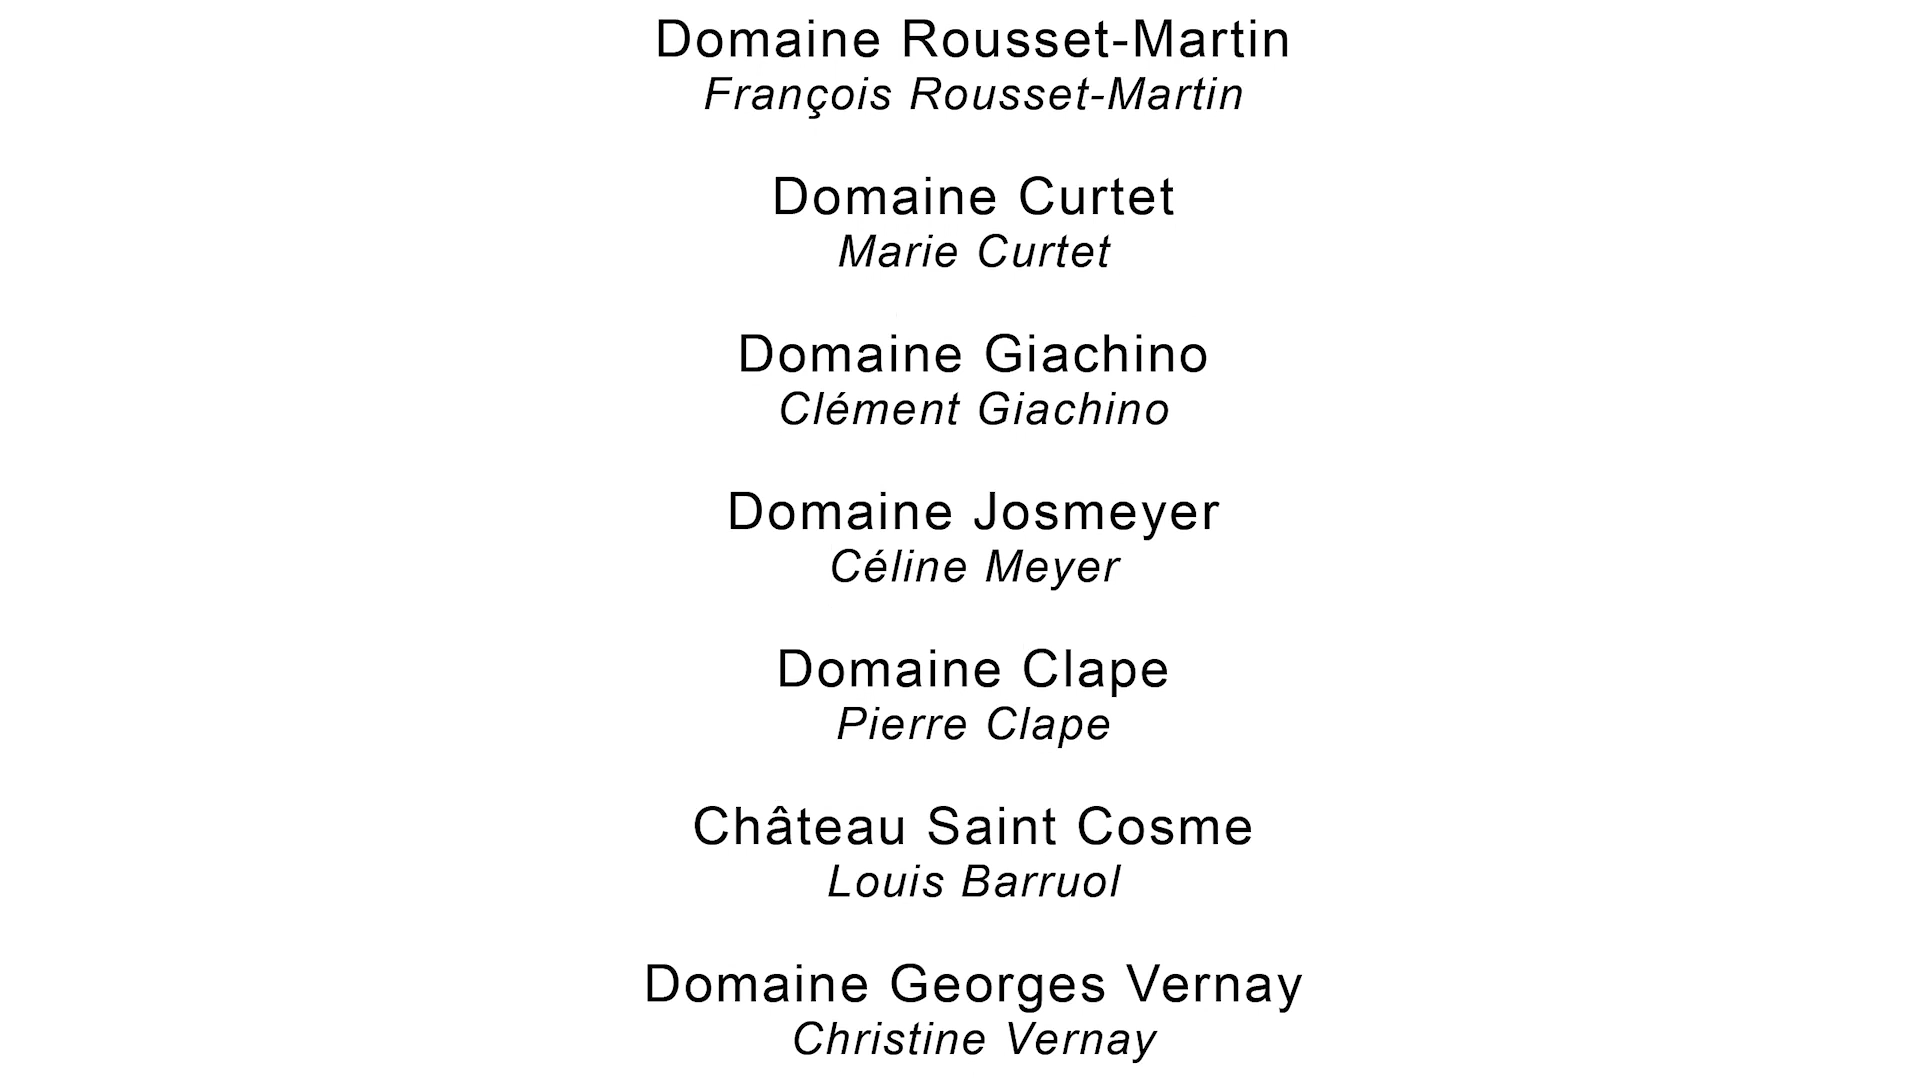 Domaine Rousset-Martin
François Rousset-Martin
Domaine Curtet
Marie Curtet
Domaine Giachino
Clément Giachino
Domaine Josmeyer
Céline Meyer
Domaine Clape
Pierre Clape
Château Saint Cosme
Louis Barruol
Domaine Georges Vernay
Christine Vernay